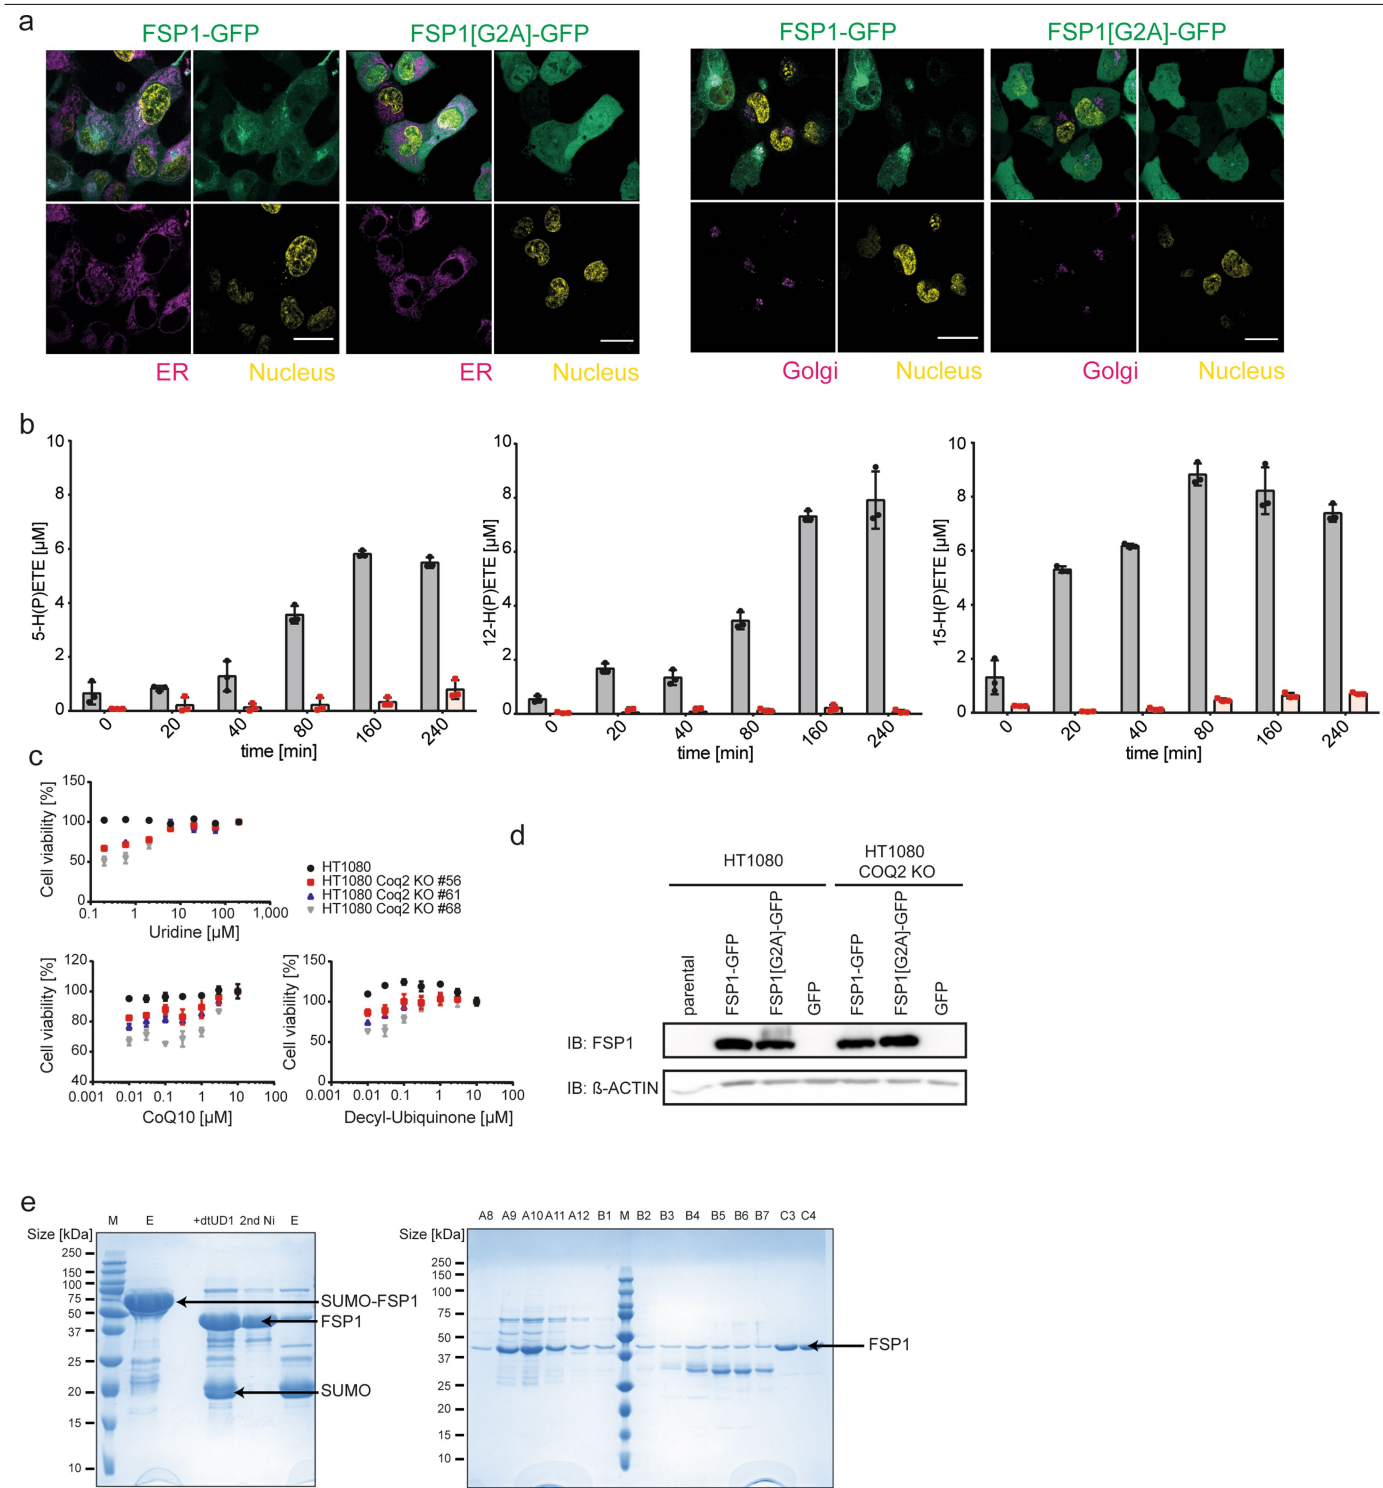 a
FSP1-GFP FSP1[G2A]-GFP FSP1-GFP FSP1[G2A]-GFP
ER Nucleus ER Nucleus Golgi Nucleus Golgi Nucleus
b
5-H(P)ETE [µM]
10
8
6
4
2
0
0 20 40 80 160 240
time [min]
12-H(P)ETE [µM]
10
8
6
4
2
0
0 20 40 80 160 240
time [min]
15-H(P)ETE [µM]
10
8
6
4
2
0
0 20 40 80 160 240
time [min]
c
Cell viability [%]
150
100
50
0
0.1 1 10 100 1,000
Uridine [µM]
HT1080
HT1080 Coq2 KO #56
HT1080 Coq2 KO #61
HT1080 Coq2 KO #68
Cell viability [%]
120
100
80
60
40
0.001 0.01 0.1 1 10 100
CoQ10 [µM]
Cell viability [%]
150
100
50
0
0.001 0.01 0.1 1 10 100
Decyl-Ubiquinone [µM]
d
HT1080
HT1080
COQ2 KO
parental
FSP1-GFP
FSP1[G2A]-GFP
GFP
FSP1-GFP
FSP1[G2A]-GFP
GFP
IB: FSP1
IB: ß-ACTIN
e
M E +dtUD1 2nd Ni E
Size [kDa]
250
150
100
75
50
37
25
20
15
10
SUMO-FSP1
FSP1
SUMO
A8 A9 A10 A11 A12 B1 M B2 B3 B4 B5 B6 B7 C3 C4
Size [kDa]
250
150
100
75
50
37
25
20
15
10
FSP1